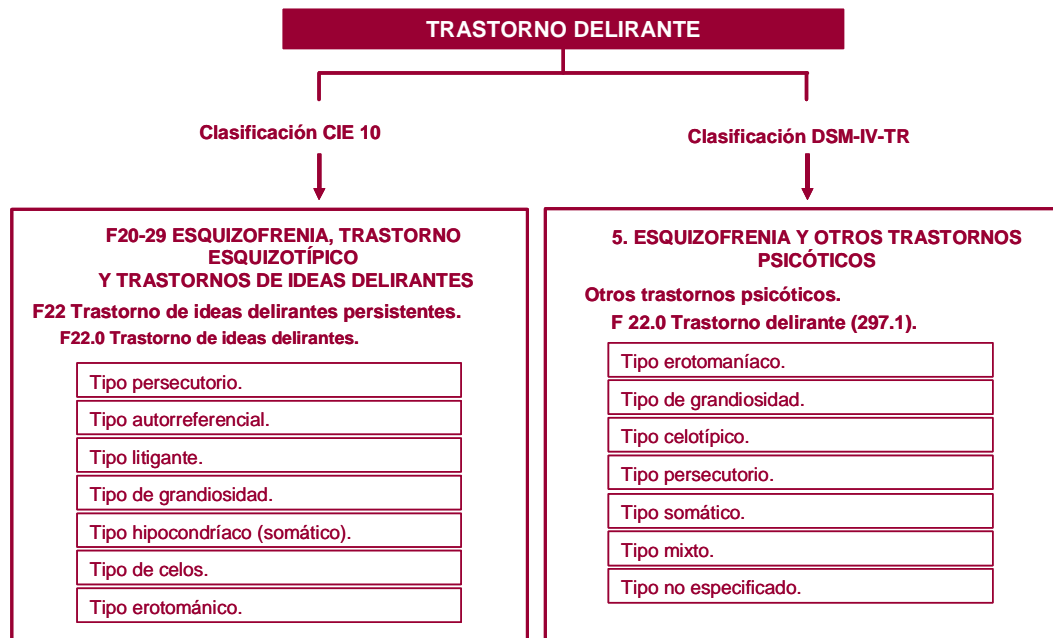 TRASTORNO DELIRANTE
Clasificación CIE 10
Clasificación DSM-IV-TR
F20-29 ESQUIZOFRENIA, TRASTORNO
ESQUIZOTÍPICO
Y TRASTORNOS DE IDEAS DELIRANTES
F22 Trastorno de ideas delirantes persistentes.
F22.0 Trastorno de ideas delirantes.
Tipo persecutorio.
Tipo autorreferencial.
Tipo litigante.
Tipo de grandiosidad.
Tipo hipocondríaco (somático).
Tipo de celos.
Tipo erotománico.
5. ESQUIZOFRENIA Y OTROS TRASTORNOS
PSICÓTICOS
Otros trastornos psicóticos.
F 22.0 Trastorno delirante (297.1).
Tipo erotomaníaco.
Tipo de grandiosidad.
Tipo celotípico.
Tipo persecutorio.
Tipo somático.
Tipo mixto.
Tipo no especificado.